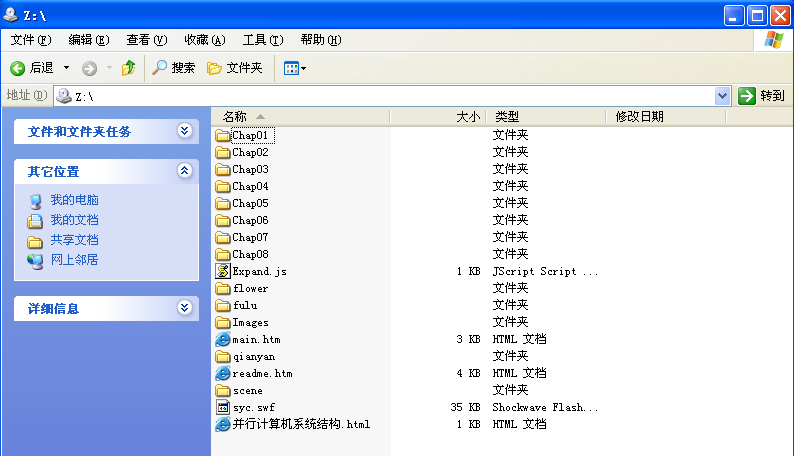 Z:\
文件(F) 编辑(E) 查看(V) 收藏(A) 工具(T) 帮助(H)
后退 搜索 文件夹
地址(D) Z:\ 转到
文件和文件夹任务
其它位置
我的电脑
我的文档
共享文档
网上邻居
详细信息
名称 大小 类型 修改日期
Chap01 文件夹
Chap02 文件夹
Chap03 文件夹
Chap04 文件夹
Chap05 文件夹
Chap06 文件夹
Chap07 文件夹
Chap08 文件夹
Expand.js 1 KB JScript Script ...
flower 文件夹
fulu 文件夹
Images 文件夹
main.htm 3 KB HTML 文档
qianyan 文件夹
readme.htm 4 KB HTML 文档
scene 文件夹
syc.swf 35 KB Shockwave Flash...
并行计算机系统结构.html 1 KB HTML 文档